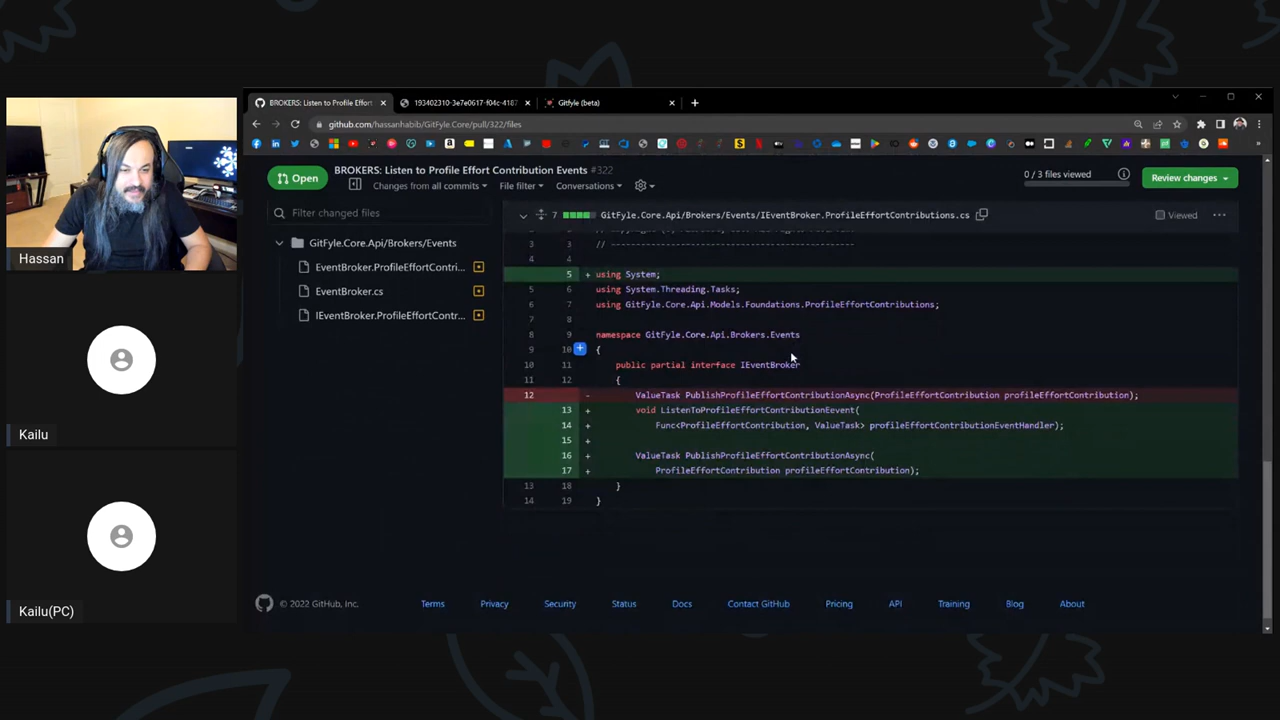 Hassan
Kailu
Kailu(PC)
BROKERS: Listen to Profile Effort
193402310-3e7e0617-f04c-4187
Gitfyle (beta)
github.com/hassanhabib/GitFyle.Core/pull/322/files
Open
BROKERS: Listen to Profile Effort Contribution Events #322
Changes from all commits
File filter
Conversations
0 / 3 files viewed
Review changes
Filter changed files
GitFyle.Core.Api/Brokers/Events
EventBroker.ProfileEffortContri...
EventBroker.cs
IEventBroker.ProfileEffortContr...
7 GitFyle.Core.Api/Brokers/Events/IEventBroker.ProfileEffortContributions.cs
Viewed
3 3 // ---------------------------------------------------
4 4
5 + using System;
5 6 using System.Threading.Tasks;
6 7 using GitFyle.Core.Api.Models.Foundations.ProfileEffortContributions;
7 8
8 9 namespace GitFyle.Core.Api.Brokers.Events
9 10 {
10 11 public partial interface IEventBroker
11 12 {
12 - ValueTask PublishProfileEffortContributionAsync(ProfileEffortContribution profileEffortContribution);
13 + void ListenToProfileEffortContributionEevent(
14 + Func<ProfileEffortContribution, ValueTask> profileEffortContributionEventHandler);
15 +
16 + ValueTask PublishProfileEffortContributionAsync(
17 + ProfileEffortContribution profileEffortContribution);
13 18 }
14 19 }
© 2022 GitHub, Inc.
Terms
Privacy
Security
Status
Docs
Contact GitHub
Pricing
API
Training
Blog
About